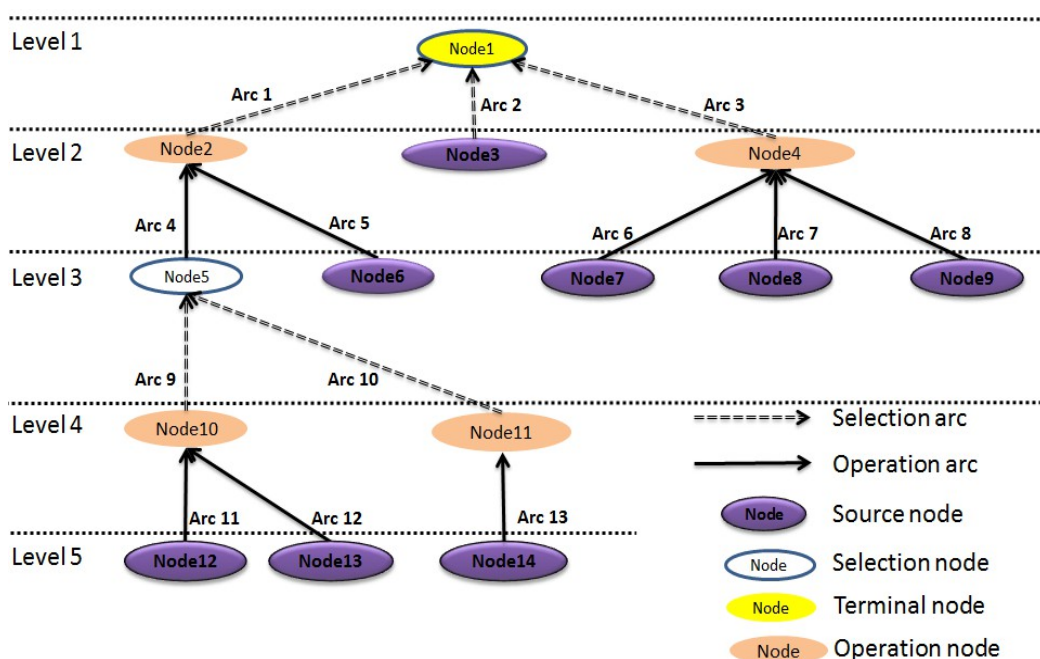 Level 1
Node1
Arc 1
Arc 2
Arc 3
Level 2
Node2
Node3
Node4
Arc 4
Arc 5
Arc 6
Arc 7
Arc 8
Level 3
Node5
Node6
Node7
Node8
Node9
Arc 9
Arc 10
Level 4
Node10
Node11
Selection arc
Operation arc
Arc 11
Arc 12
Arc 13
Node
Source node
Level 5
Node12
Node13
Node14
Node
Selection node
Node
Terminal node
Node
Operation node